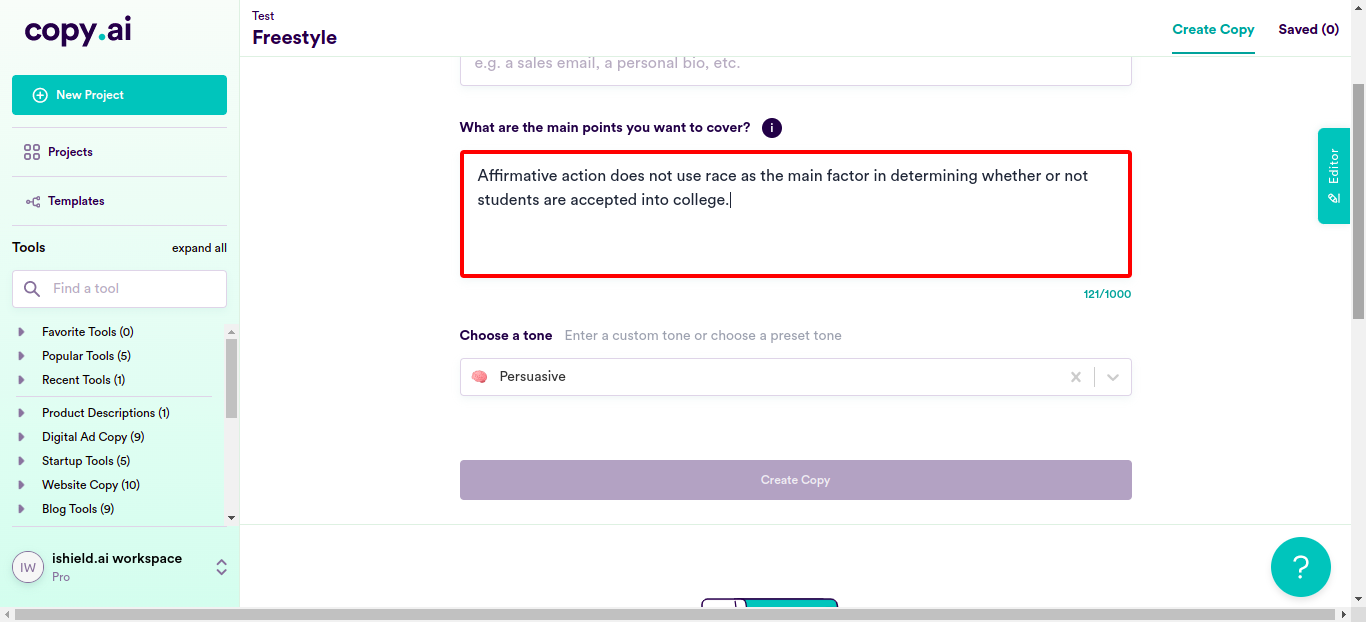 copy.ai
New Project
Projects
Templates
Tools
expand all
Find a tool
Favorite Tools (0)
Popular Tools (5)
Recent Tools (1)
Product Descriptions (1)
Digital Ad Copy (9)
Startup Tools (5)
Website Copy (10)
Blog Tools (9)
IW
ishield.ai workspace
Pro
Test
Freestyle
Create Copy
Saved (0)
e.g. a sales email, a personal bio, etc.
What are the main points you want to cover?
i
Affirmative action does not use race as the main factor in determining whether or not
students are accepted into college.
121/1000
Choose a tone
Enter a custom tone or choose a preset tone
Persuasive
Create Copy
Editor
?